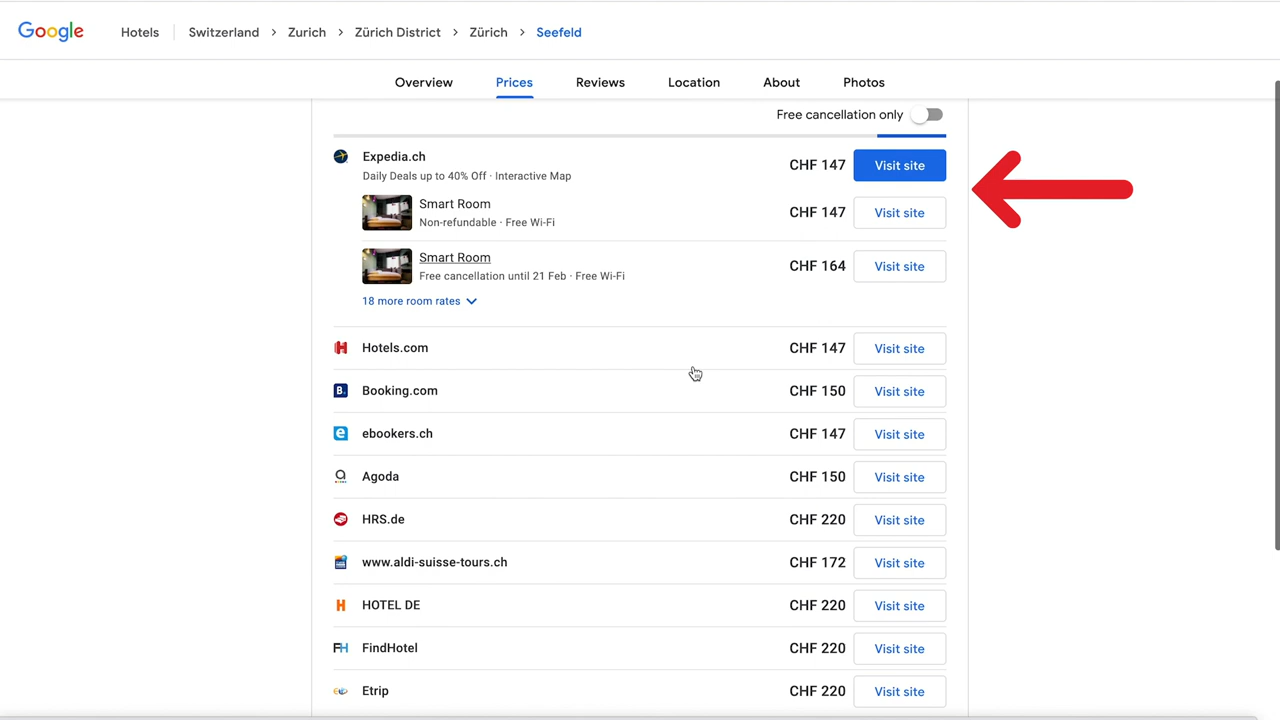 Google Hotels Switzerland > Zurich > Zürich District > Zürich > Seefeld
Overview Prices Reviews Location About Photos
Free cancellation only
Expedia.ch CHF 147 Visit site
Daily Deals up to 40% Off · Interactive Map
Smart Room CHF 147 Visit site
Non-refundable · Free Wi-Fi
Smart Room CHF 164 Visit site
Free cancellation until 21 Feb · Free Wi-Fi
18 more room rates
Hotels.com CHF 147 Visit site
B. Booking.com CHF 150 Visit site
e ebookers.ch CHF 147 Visit site
Agoda CHF 150 Visit site
HRS.de CHF 220 Visit site
www.aldi-suisse-tours.ch CHF 172 Visit site
H HOTEL DE CHF 220 Visit site
FH FindHotel CHF 220 Visit site
Etrip CHF 220 Visit site